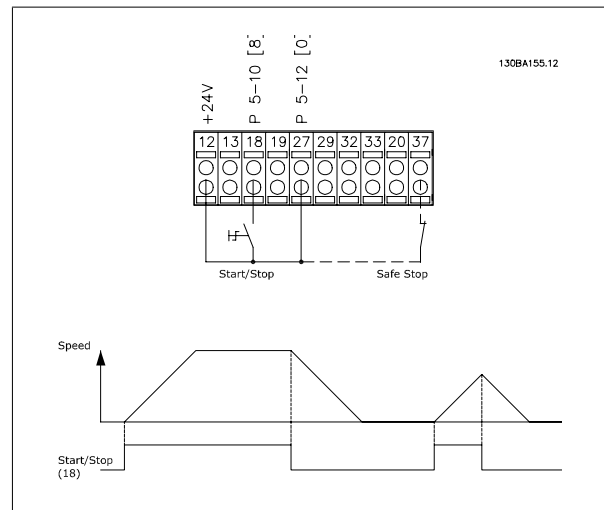 130BA155.12
+24V
P 5-10 [8]
P 5-12 [0]
12 13 18 19 27 29 32 33 20 37
Start/Stop
Safe Stop
Speed
Start/Stop
(18)